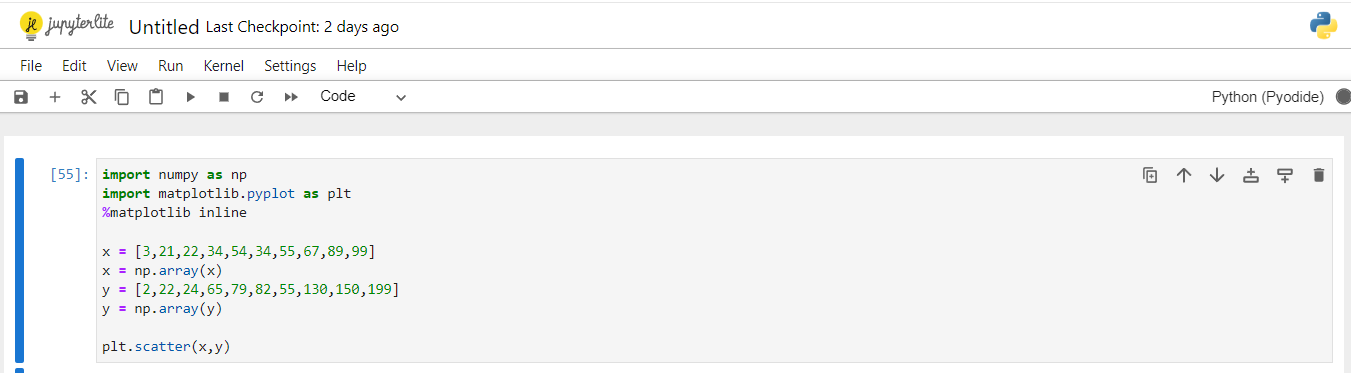 jupyterlite Untitled Last Checkpoint: 2 days ago
File Edit View Run Kernel Settings Help
Code Python (Pyodide)
[55]: import numpy as np
import matplotlib.pyplot as plt
%matplotlib inline
x = [3,21,22,34,54,34,55,67,89,99]
x = np.array(x)
y = [2,22,24,65,79,82,55,130,150,199]
y = np.array(y)
plt.scatter(x,y)